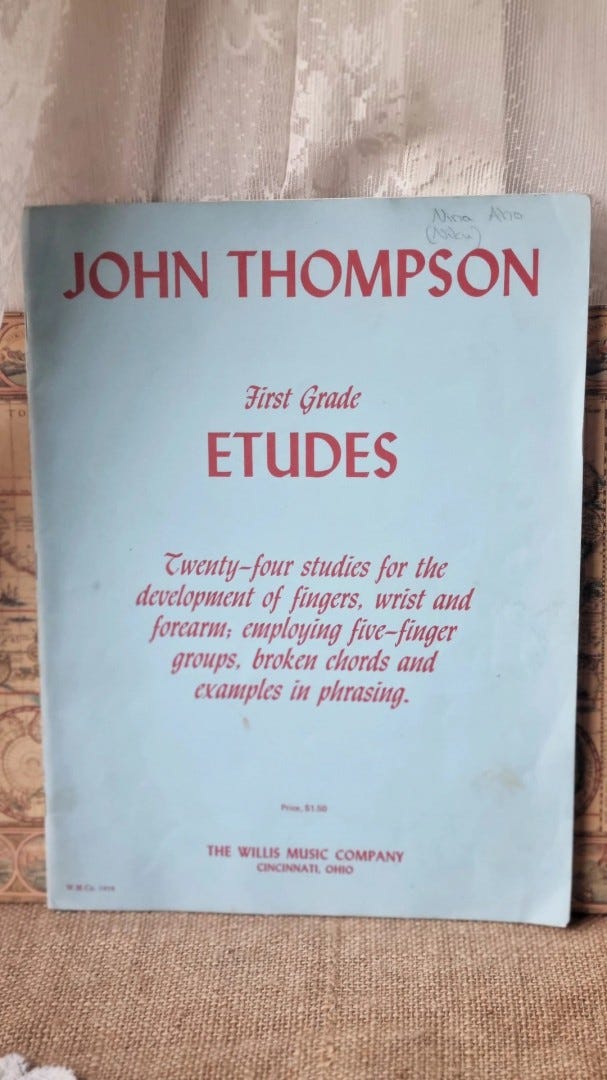 JOHN THOMPSON
First Grade
ETUDES
Twenty-four studies for the
development of fingers, wrist and
forearm; employing five-finger
groups, broken chords and
examples in phrasing.
Price, $1.50
THE WILLIS MUSIC COMPANY
CINCINNATI, OHIO
W.M.Co.